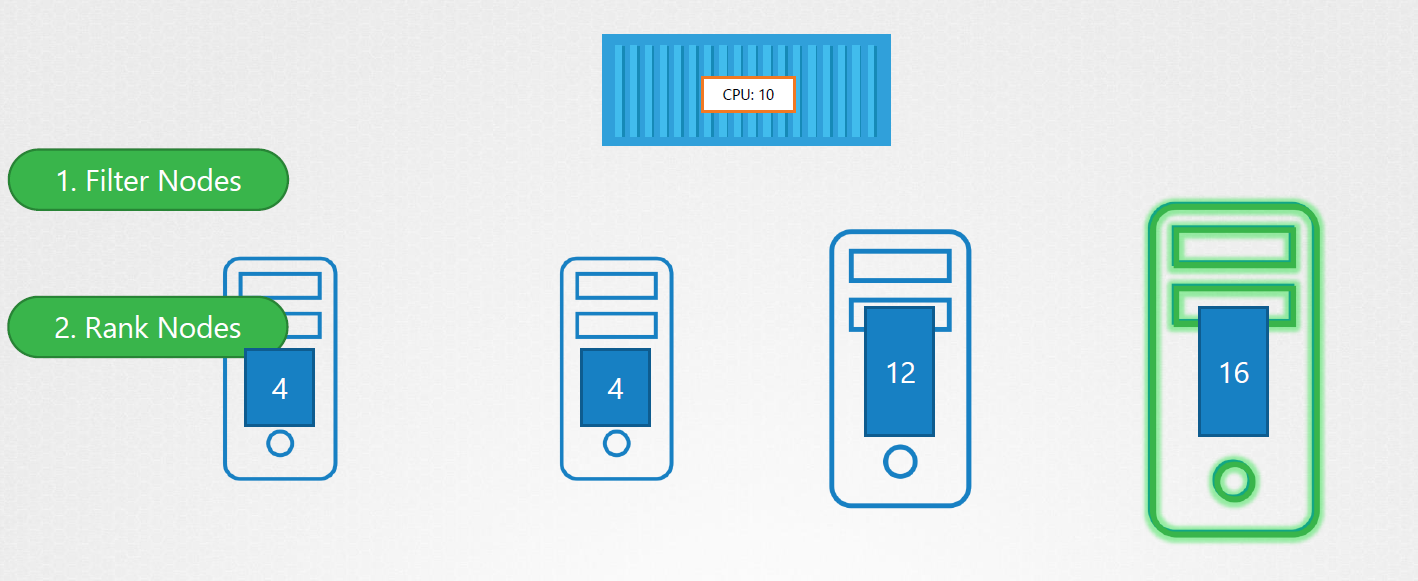 CPU: 10
1. Filter Nodes
2. Rank Nodes
4
4
12
16